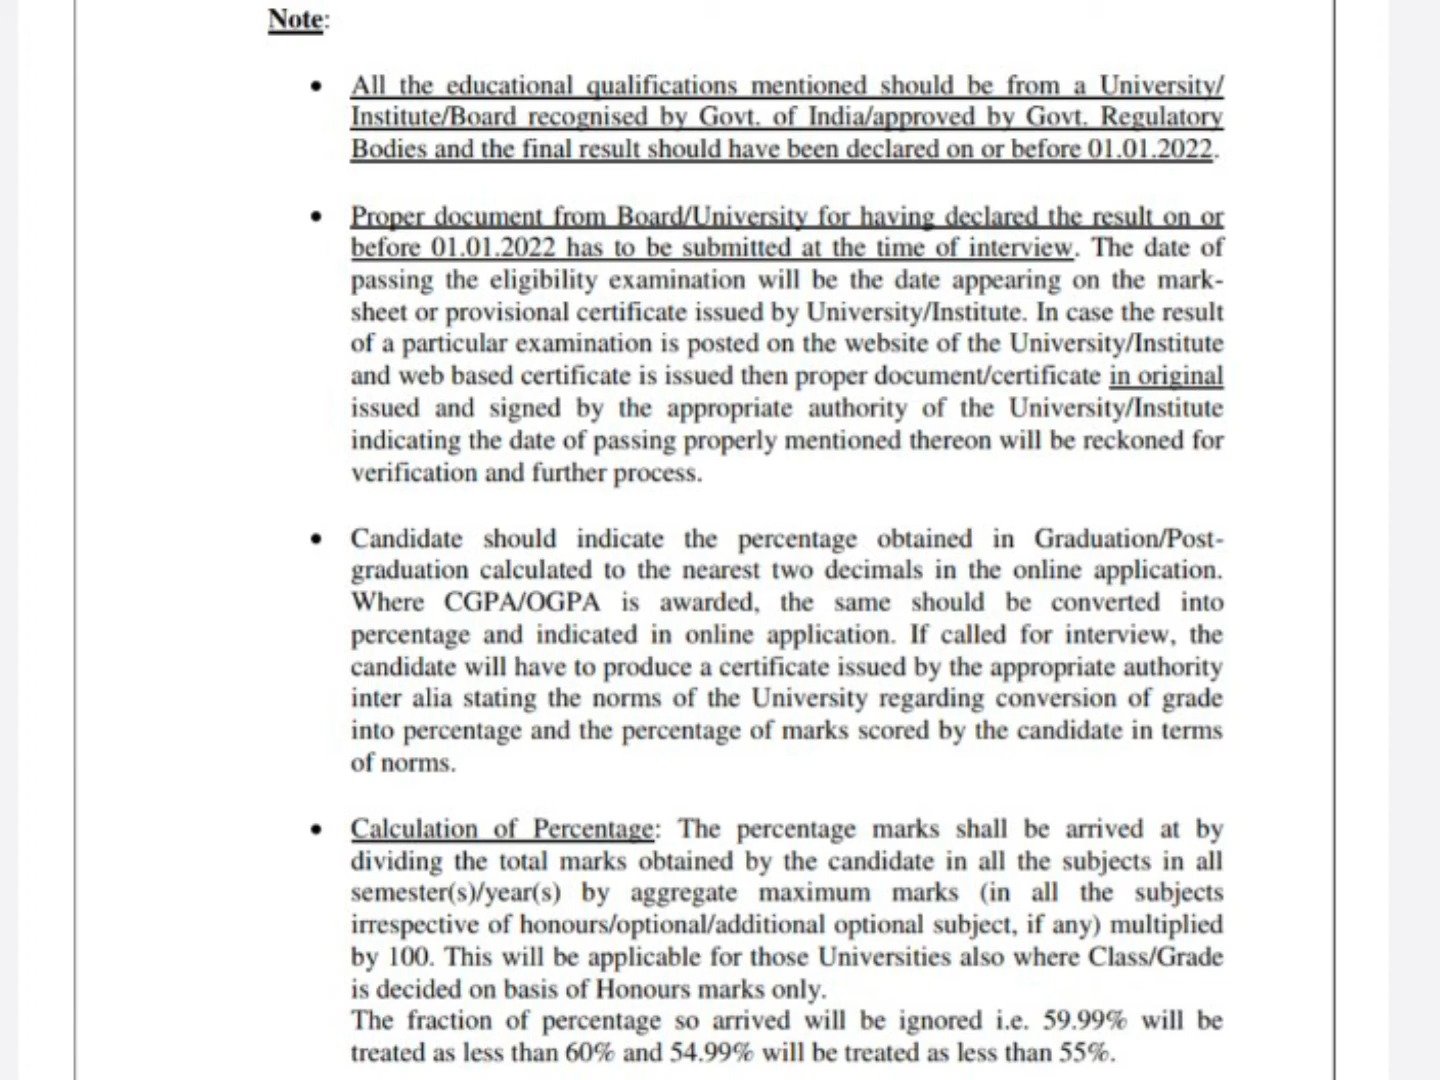 Note:
• All the educational qualifications mentioned should be from a University/
Institute/Board recognised by Govt. of India/approved by Govt. Regulatory
Bodies and the final result should have been declared on or before 01.01.2022.
• Proper document from Board/University for having declared the result on or
before 01.01.2022 has to be submitted at the time of interview. The date of
passing the eligibility examination will be the date appearing on the mark-
sheet or provisional certificate issued by University/Institute. In case the result
of a particular examination is posted on the website of the University/Institute
and web based certificate is issued then proper document/certificate in original
issued and signed by the appropriate authority of the University/Institute
indicating the date of passing properly mentioned thereon will be reckoned for
verification and further process.
• Candidate should indicate the percentage obtained in Graduation/Post-
graduation calculated to the nearest two decimals in the online application.
Where CGPA/OGPA is awarded, the same should be converted into
percentage and indicated in online application. If called for interview, the
candidate will have to produce a certificate issued by the appropriate authority
inter alia stating the norms of the University regarding conversion of grade
into percentage and the percentage of marks scored by the candidate in terms
of norms.
• Calculation of Percentage: The percentage marks shall be arrived at by
dividing the total marks obtained by the candidate in all the subjects in all
semester(s)/year(s) by aggregate maximum marks (in all the subjects
irrespective of honours/optional/additional optional subject, if any) multiplied
by 100. This will be applicable for those Universities also where Class/Grade
is decided on basis of Honours marks only.
The fraction of percentage so arrived will be ignored i.e. 59.99% will be
treated as less than 60% and 54.99% will be treated as less than 55%.